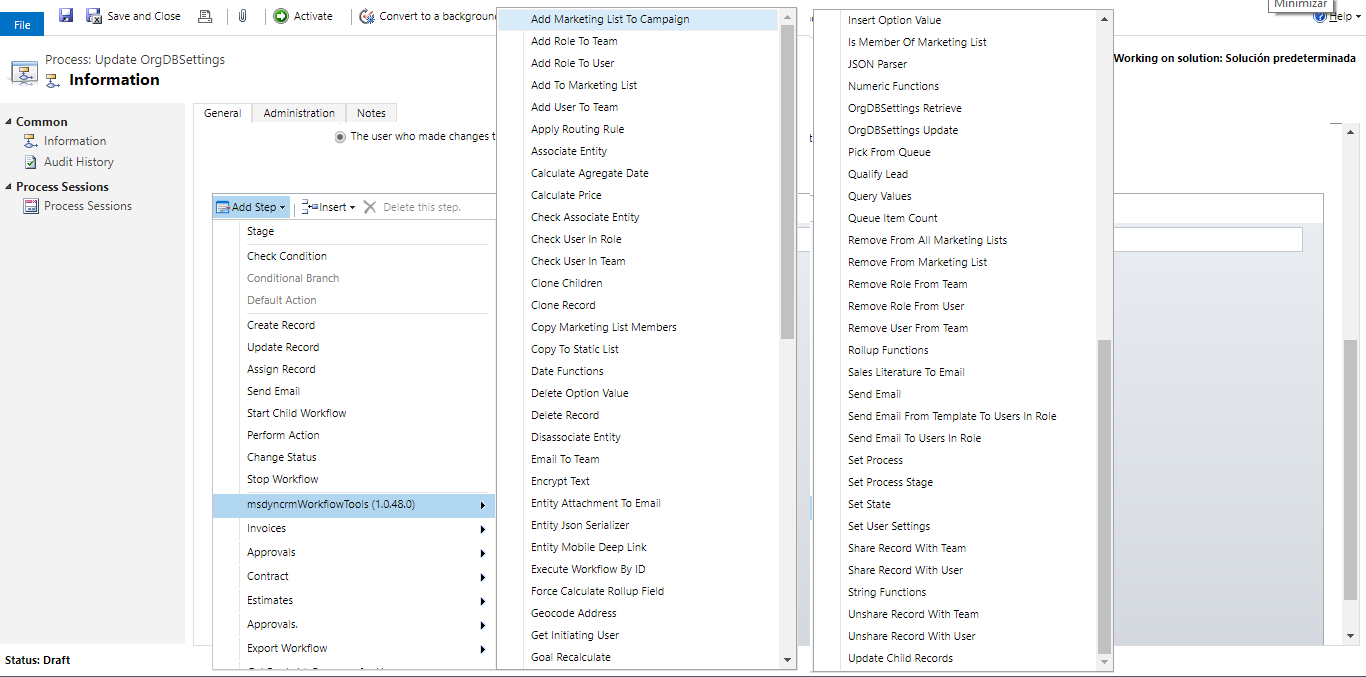 Minimizar
File
Save and Close
Activate
Convert to a background
Help
Process: Update OrgDBSettings
Information
Working on solution: Solución predeterminada
Common
Information
Audit History
Process Sessions
Process Sessions
General
Administration
Notes
The user who made changes t
Add Step
Insert
Delete this step.
Stage
Check Condition
Conditional Branch
Default Action
Create Record
Update Record
Assign Record
Send Email
Start Child Workflow
Perform Action
Change Status
Stop Workflow
msdyncrmWorkflowTools (1.0.48.0)
Invoices
Approvals
Contract
Estimates
Approvals.
Export Workflow
Add Marketing List To Campaign
Add Role To Team
Add Role To User
Add To Marketing List
Add User To Team
Apply Routing Rule
Associate Entity
Calculate Agregate Date
Calculate Price
Check Associate Entity
Check User In Role
Check User In Team
Clone Children
Clone Record
Copy Marketing List Members
Copy To Static List
Date Functions
Delete Option Value
Delete Record
Disassociate Entity
Email To Team
Encrypt Text
Entity Attachment To Email
Entity Json Serializer
Entity Mobile Deep Link
Execute Workflow By ID
Force Calculate Rollup Field
Geocode Address
Get Initiating User
Goal Recalculate
Insert Option Value
Is Member Of Marketing List
JSON Parser
Numeric Functions
OrgDBSettings Retrieve
OrgDBSettings Update
Pick From Queue
Qualify Lead
Query Values
Queue Item Count
Remove From All Marketing Lists
Remove From Marketing List
Remove Role From Team
Remove Role From User
Remove User From Team
Rollup Functions
Sales Literature To Email
Send Email
Send Email From Template To Users In Role
Send Email To Users In Role
Set Process
Set Process Stage
Set State
Set User Settings
Share Record With Team
Share Record With User
String Functions
Unshare Record With Team
Unshare Record With User
Update Child Records
Status: Draft